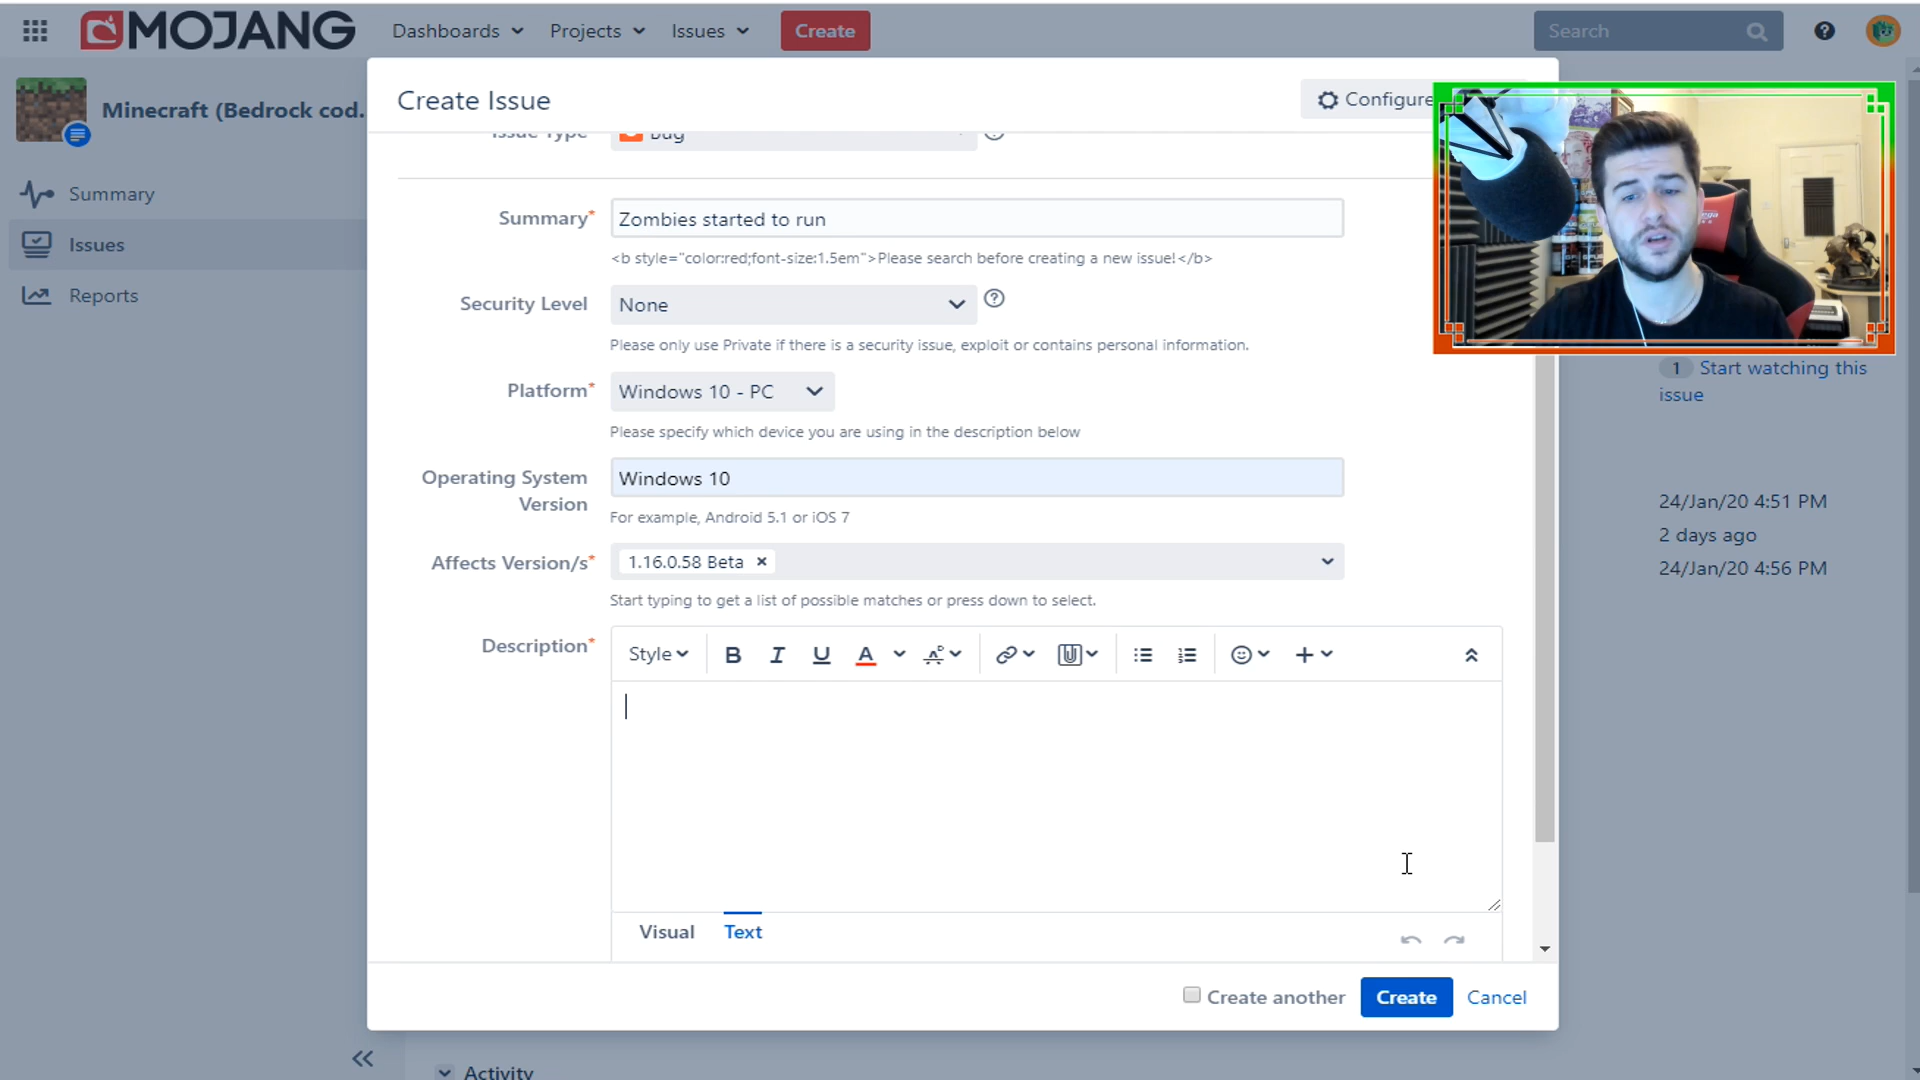 MOJANG
Dashboards
Projects
Issues
Create
Search
Minecraft (Bedrock cod.
Summary
Issues
Reports
Create Issue
Configure
Issue Type
Bug
Summary*
Zombies started to run
<b style="color:red;font-size:1.5em">Please search before creating a new issue!</b>
Security Level
None
Please only use Private if there is a security issue, exploit or contains personal information.
Platform*
Windows 10 - PC
Please specify which device you are using in the description below
Operating System
Version
Windows 10
For example, Android 5.1 or iOS 7
Affects Version/s*
1.16.0.58 Beta
Start typing to get a list of possible matches or press down to select.
Description*
Style
B I U A
Visual
Text
Create another
Create
Cancel
1 Start watching this
issue
24/Jan/20 4:51 PM
2 days ago
24/Jan/20 4:56 PM
Activity